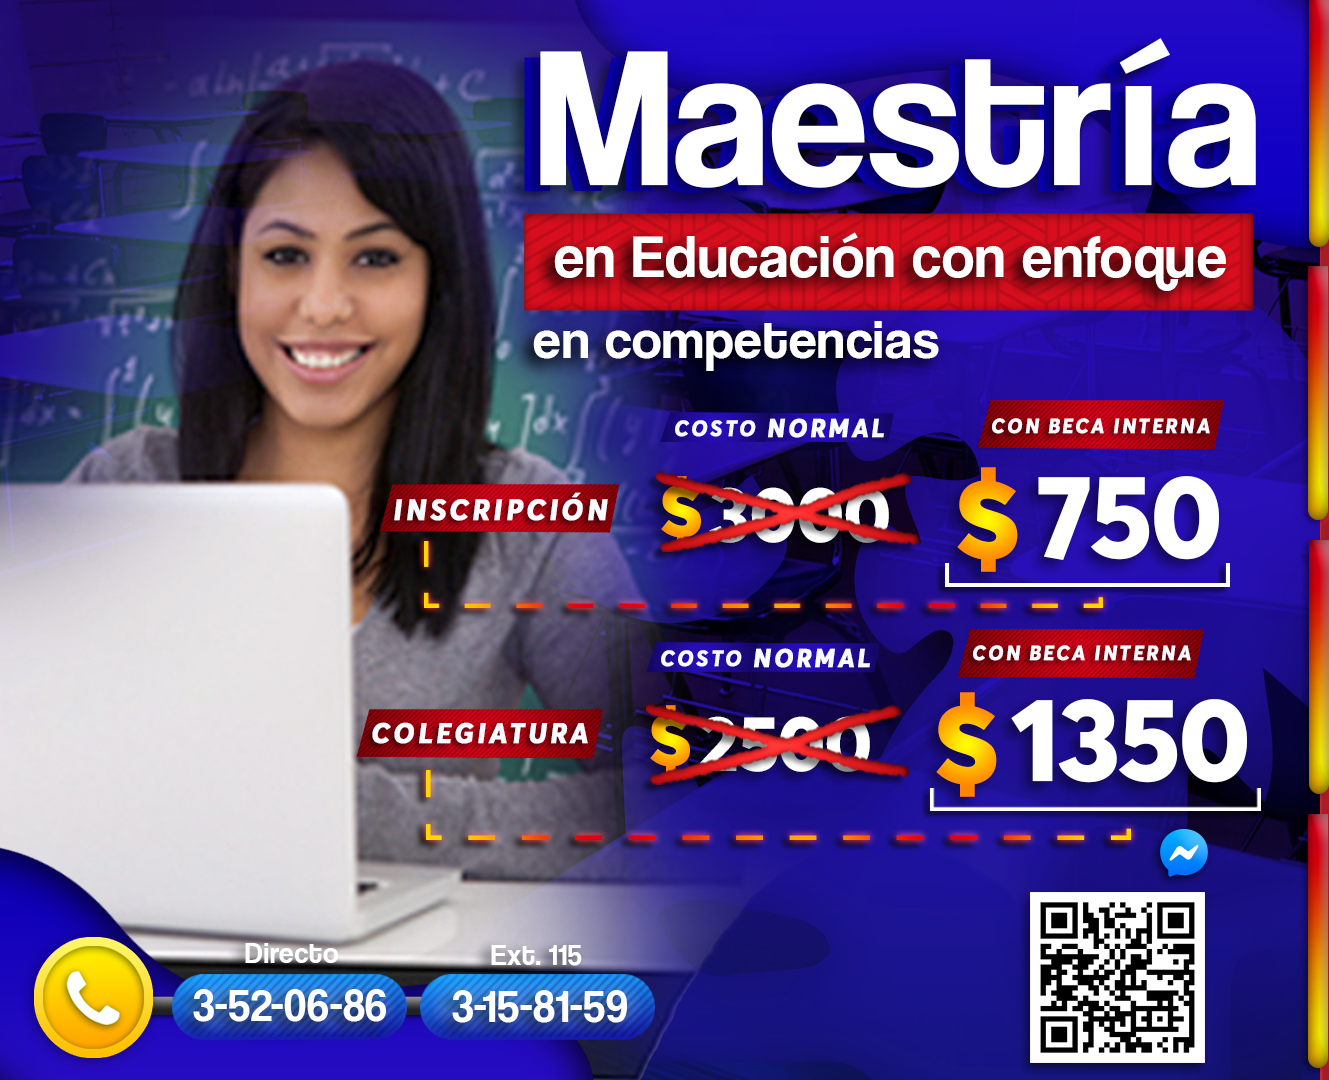 Maestría
en Educación con enfoque
en competencias
COSTO NORMAL
CON BECA INTERNA
INSCRIPCIÓN
$3000
$750
COSTO NORMAL
CON BECA INTERNA
COLEGIATURA
$2500
$1350
Directo
Ext. 115
3-52-06-86
3-15-81-59